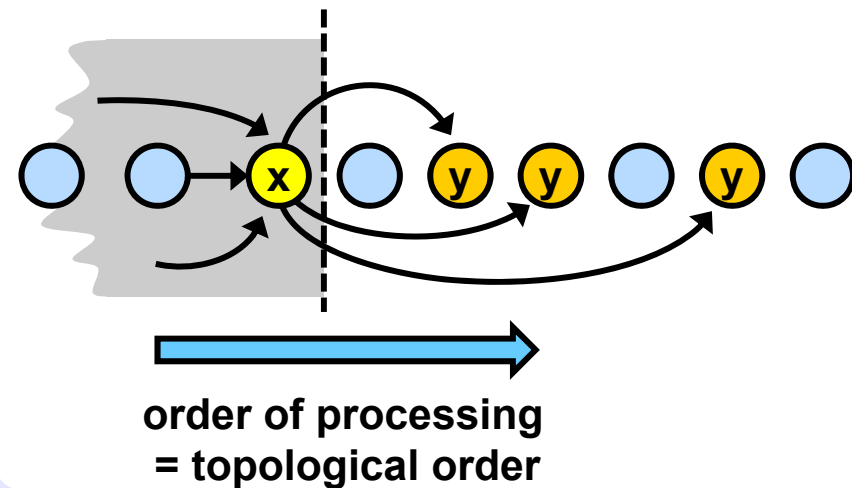 x y y y
order of processing
= topological order